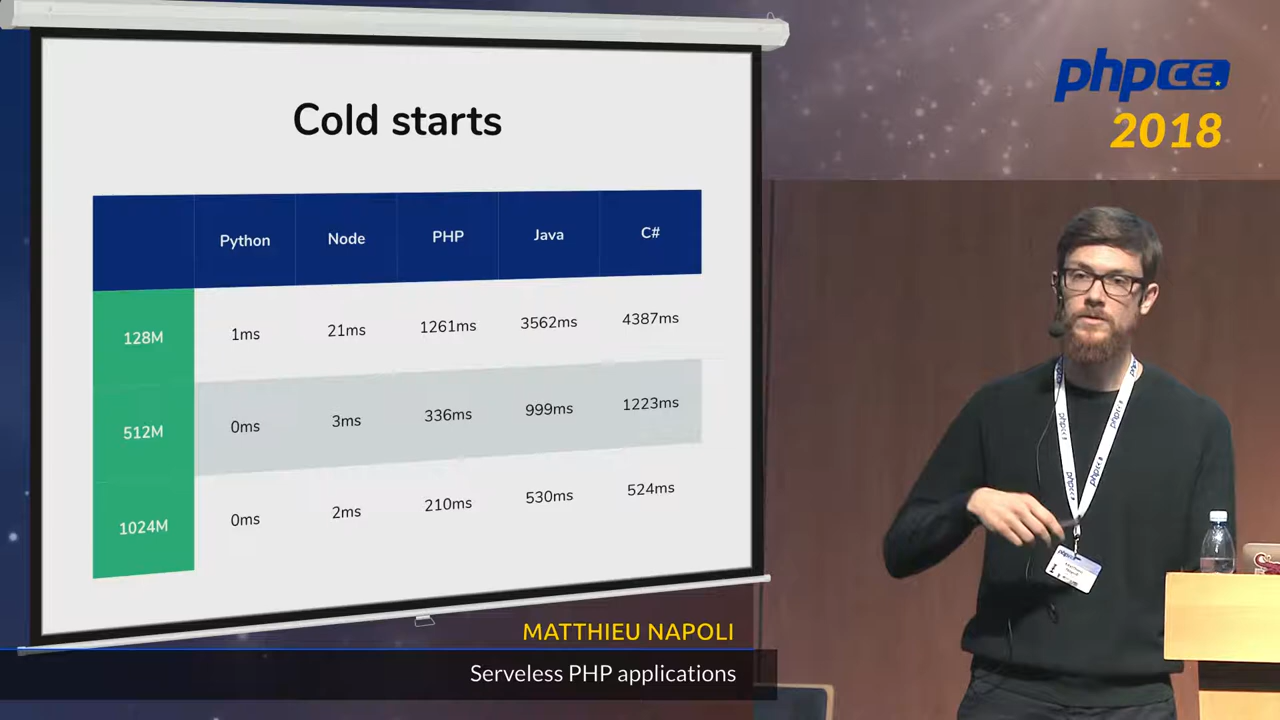 phpce
2018
Cold starts
Python Node PHP Java C#
128M 1ms 21ms 1261ms 3562ms 4387ms
512M 0ms 3ms 336ms 999ms 1223ms
1024M 0ms 2ms 210ms 530ms 524ms
MATTHIEU NAPOLI
Serveless PHP applications